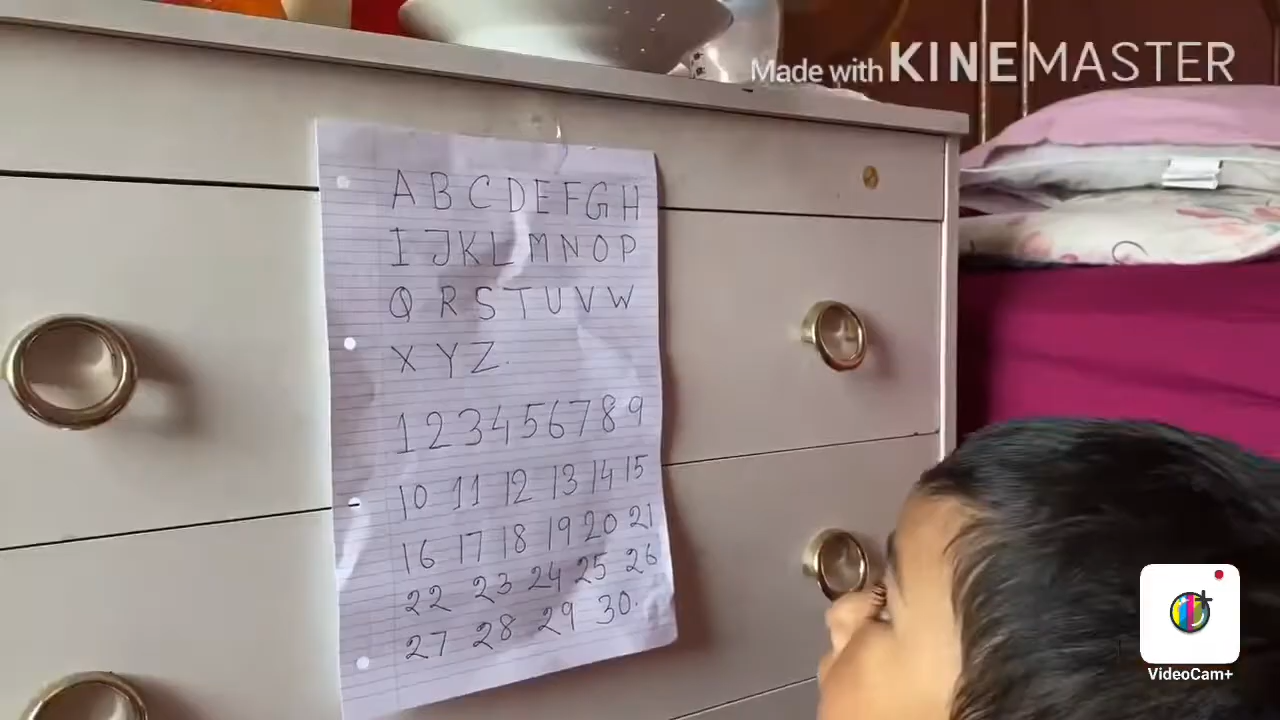 Made with KINEMASTER
A B C D E F G H
I J K L M N O P
Q R S T U V W
X Y Z.
1 2 3 4 5 6 7 8 9
10 11 12 13 14 15
16 17 18 19 20 21
22 23 24 25 26
27 28 29 30.
VideoCam+